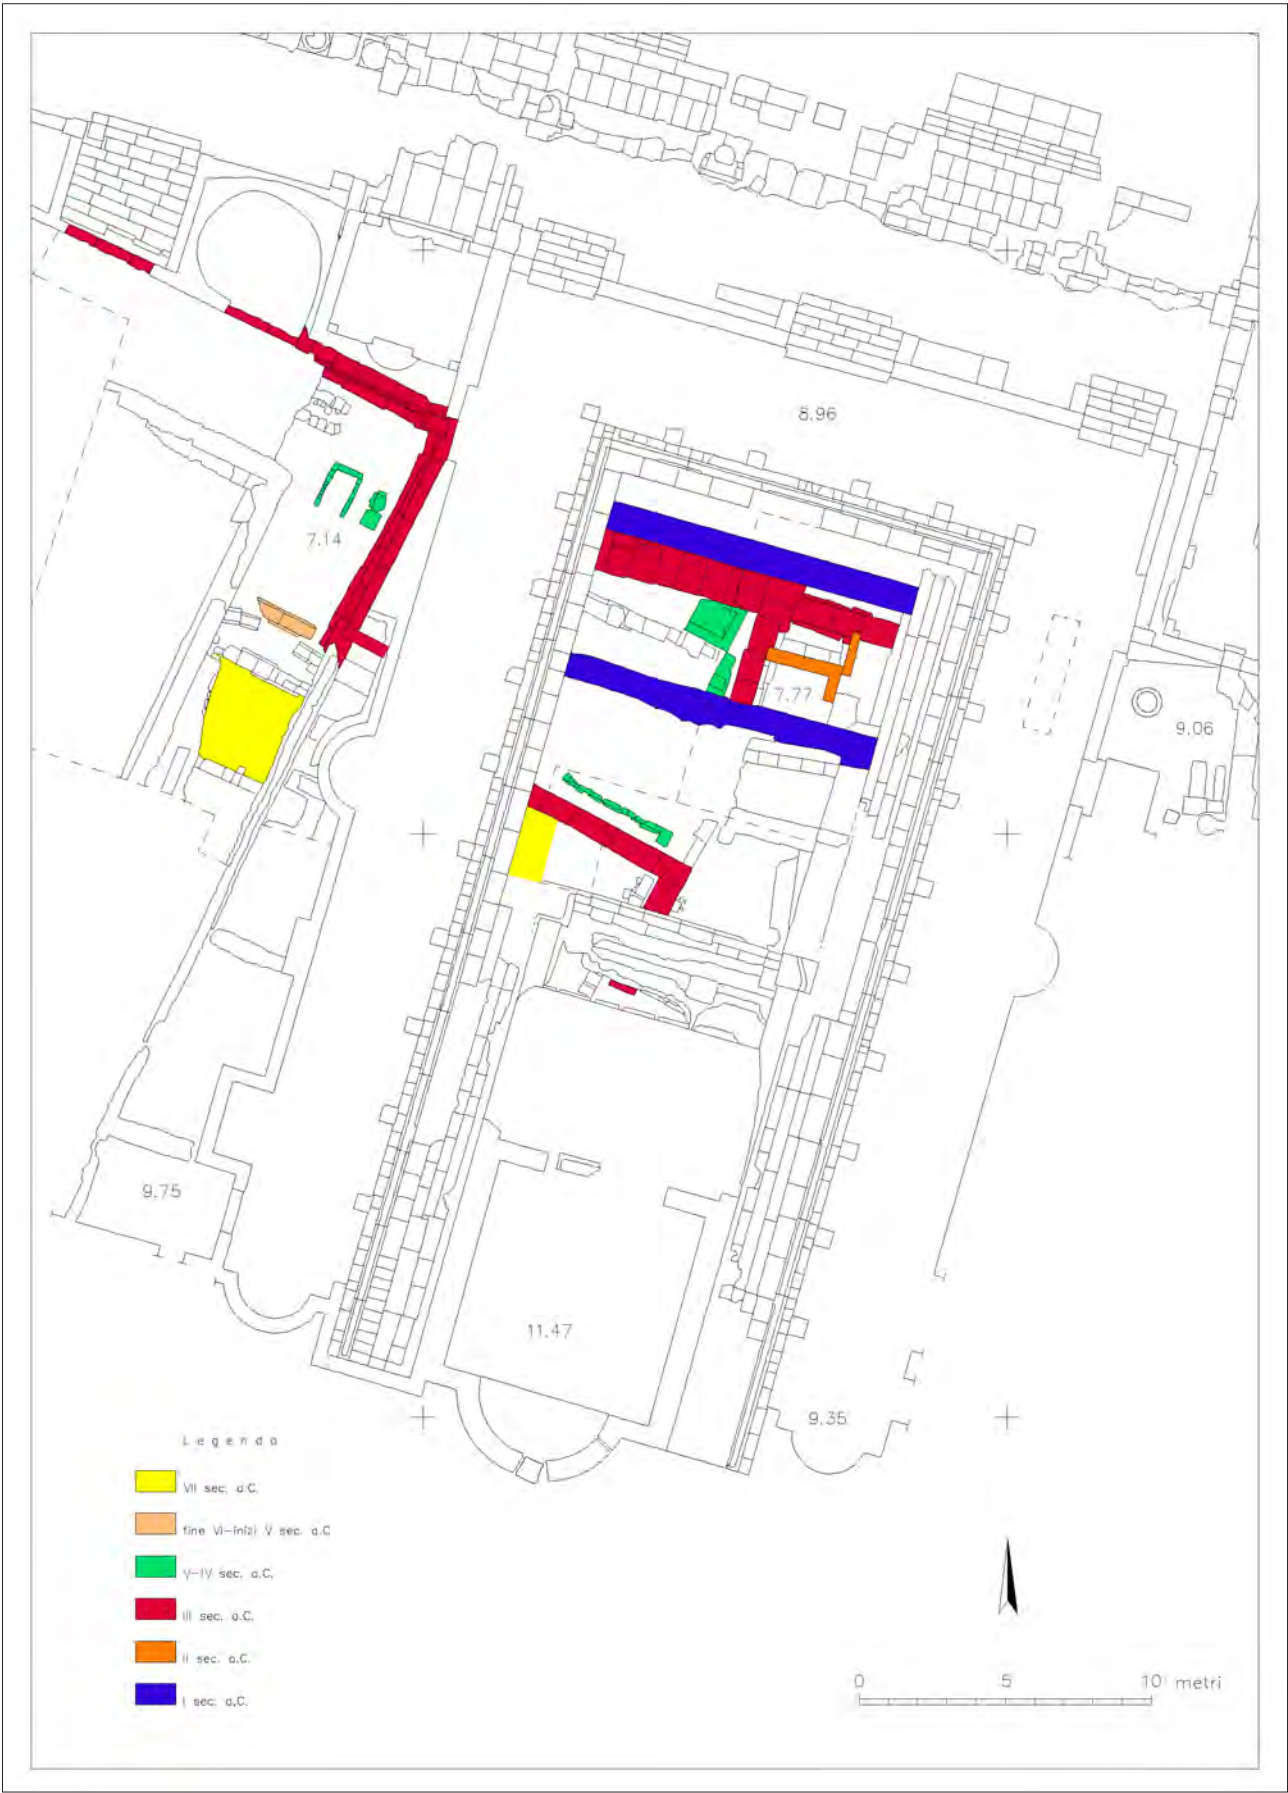 8.96
7.14
7.77
9.06
9.75
11.47
9.35
Legenda
VII sec. a.C.
fine VI-inizi V sec. a.C
V-IV sec. a.C.
III sec. a.C.
II sec. a.C.
I sec. a.C.
0 5 10 metri